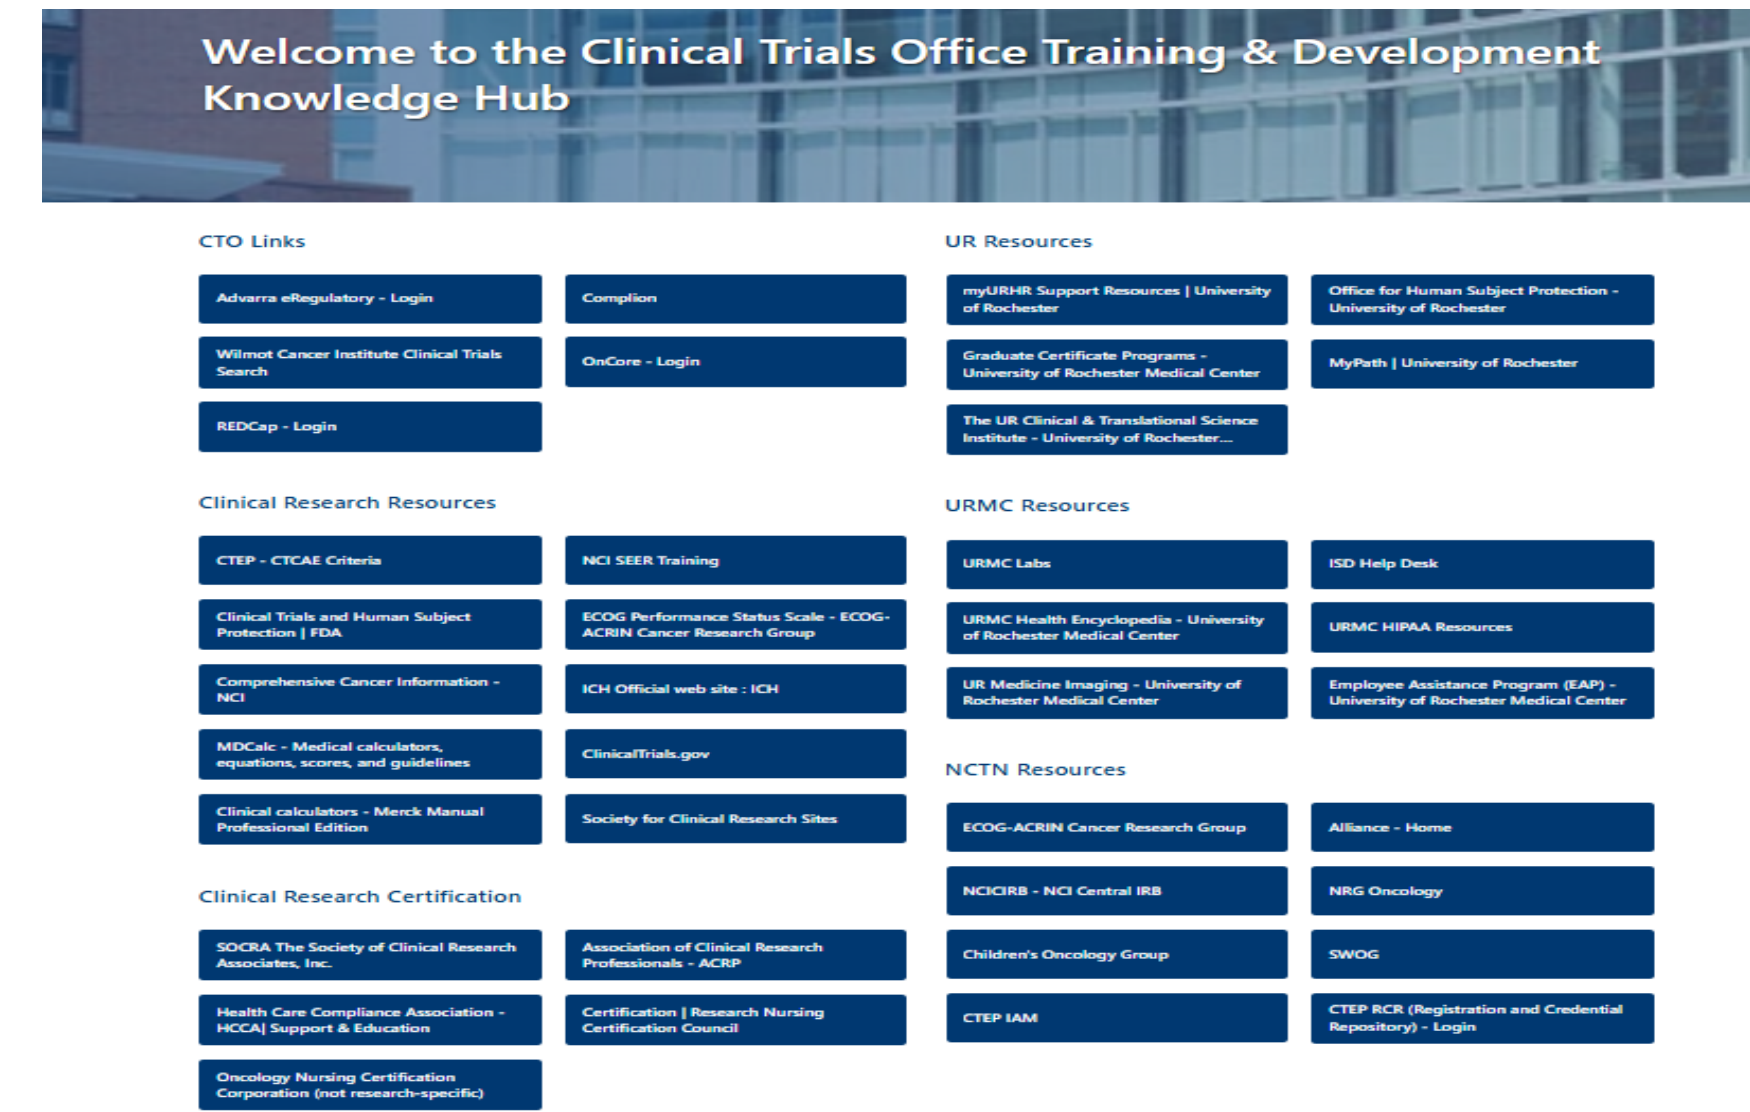 Welcome to the Clinical Trials Office Training & Development
Knowledge Hub
CTO Links
Advarra eRegulatory - Login
Complion
Wilmot Cancer Institute Clinical Trials
Search
OnCore - Login
REDCap - Login
Clinical Research Resources
CTEP - CTCAE Criteria
NCI SEER Training
Clinical Trials and Human Subject
Protection | FDA
ECOG Performance Status Scale - ECOG-
ACRIN Cancer Research Group
Comprehensive Cancer Information -
NCI
ICH Official web site : ICH
MDCalc - Medical calculators,
equations, scores, and guidelines
ClinicalTrials.gov
Clinical calculators - Merck Manual
Professional Edition
Society for Clinical Research Sites
Clinical Research Certification
SOCRA The Society of Clinical Research
Associates, Inc.
Association of Clinical Research
Professionals - ACRP
Health Care Compliance Association -
HCCA| Support & Education
Certification | Research Nursing
Certification Council
Oncology Nursing Certification
Corporation (not research-specific)
UR Resources
myURHR Support Resources | University
of Rochester
Office for Human Subject Protection -
University of Rochester
Graduate Certificate Programs -
University of Rochester Medical Center
MyPath | University of Rochester
The UR Clinical & Translational Science
Institute - University of Rochester...
URMC Resources
URMC Labs
ISD Help Desk
URMC Health Encyclopedia - University
of Rochester Medical Center
URMC HIPAA Resources
UR Medicine Imaging - University of
Rochester Medical Center
Employee Assistance Program (EAP) -
University of Rochester Medical Center
NCTN Resources
ECOG-ACRIN Cancer Research Group
Alliance - Home
NCICIRB - NCI Central IRB
NRG Oncology
Children's Oncology Group
SWOG
CTEP IAM
CTEP RCR (Registration and Credential
Repository) - Login